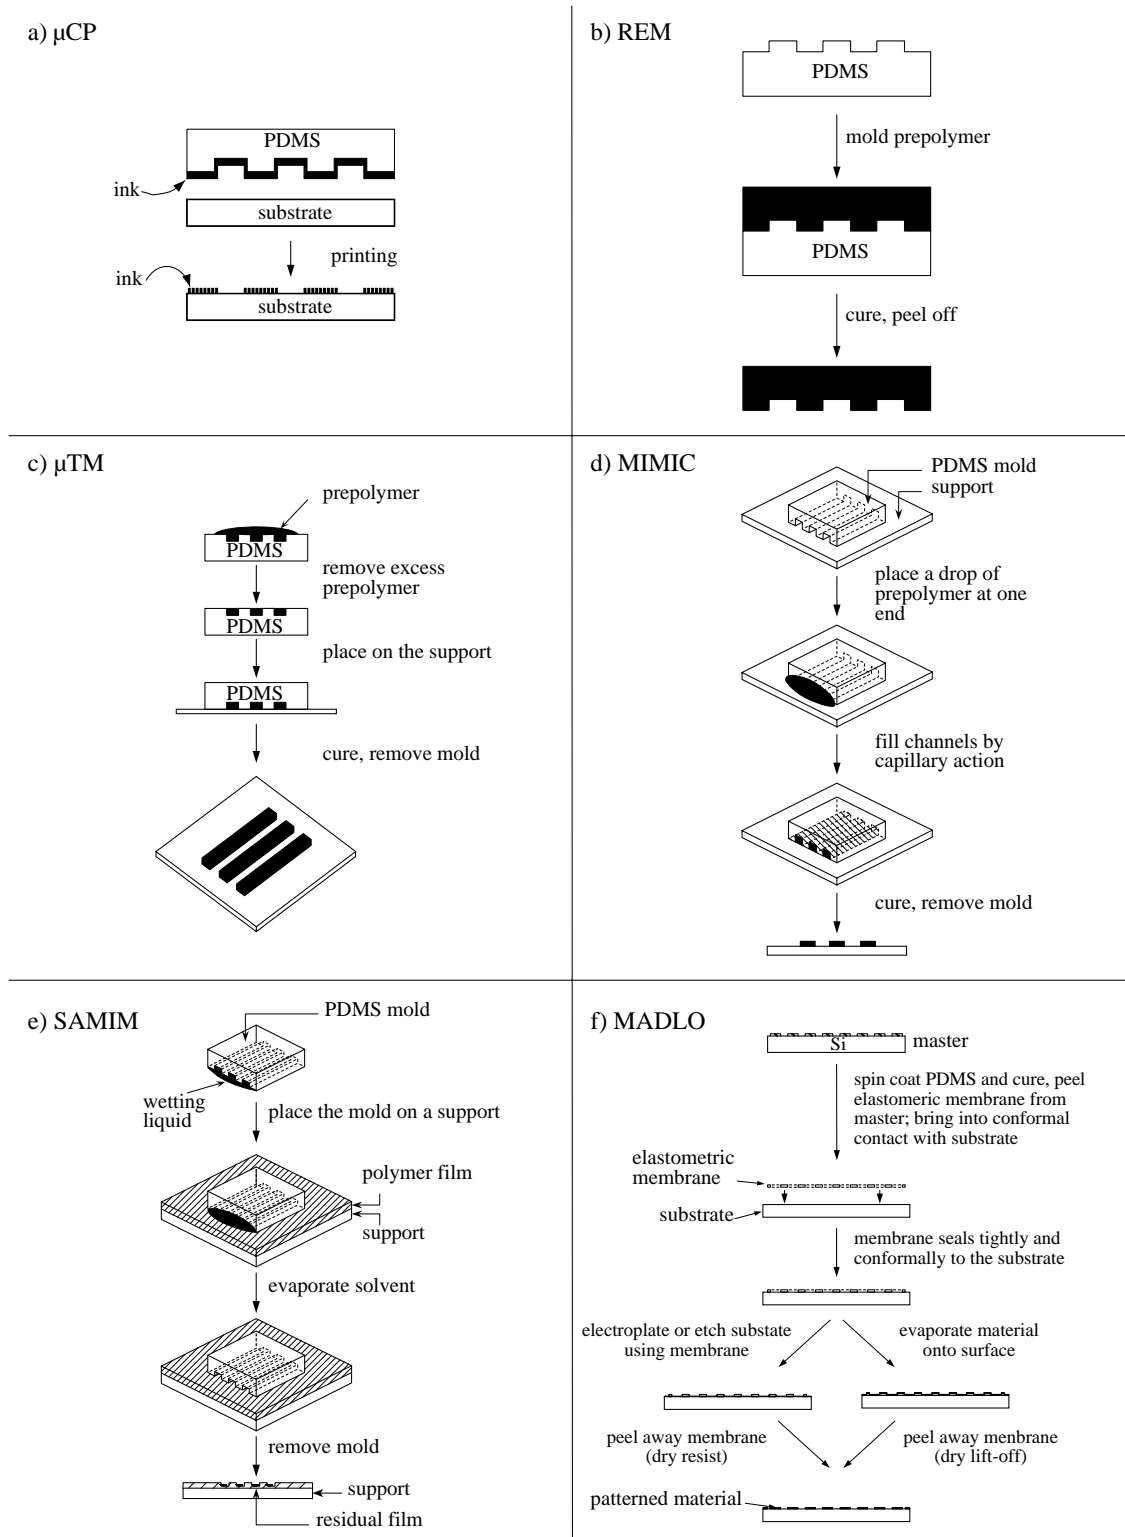 a) μCP
PDMS
ink
substrate
printing
ink
substrate
b) REM
PDMS
mold prepolymer
PDMS
cure, peel off
c) μTM
prepolymer
PDMS
remove excess
prepolymer
PDMS
place on the support
PDMS
cure, remove mold
d) MIMIC
PDMS mold
support
place a drop of
prepolymer at one
end
fill channels by
capillary action
cure, remove mold
e) SAMIM
PDMS mold
wetting
liquid
place the mold on a support
polymer film
support
evaporate solvent
remove mold
support
residual film
f) MADLO
Si
master
spin coat PDMS and cure, peel
elastomeric membrane from
master; bring into conformal
contact with substrate
elastometric
membrane
substrate
membrane seals tightly and
conformally to the substrate
electroplate or etch substate
using membrane
evaporate material
onto surface
peel away membrane
(dry resist)
peel away menbrane
(dry lift-off)
patterned material